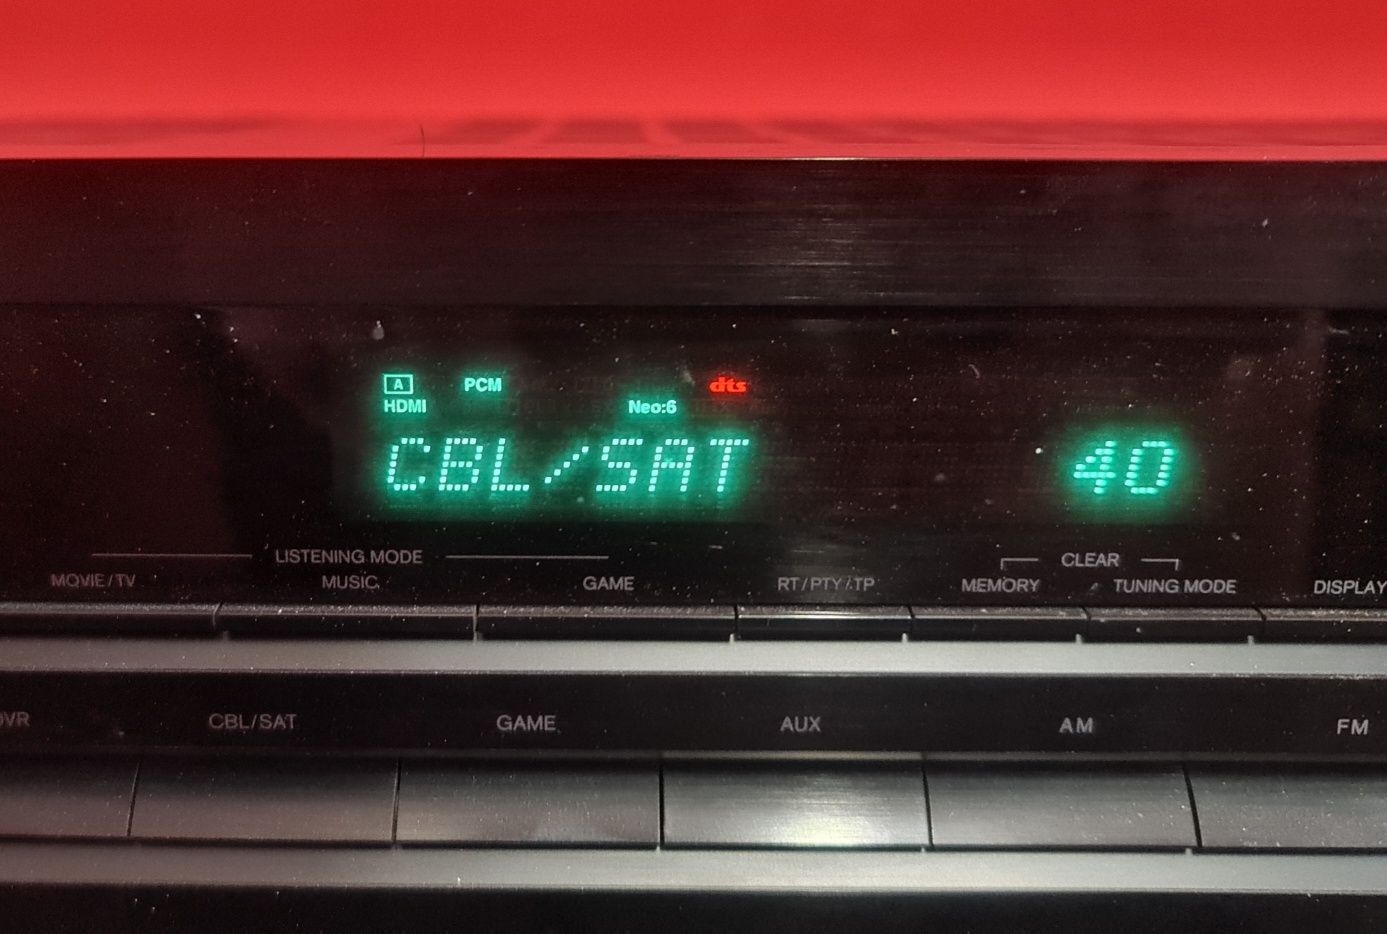 A PCM dts
HDMI Neo:6
CBL/SAT 40
LISTENING MODE CLEAR
MOVIE/TV MUSIC GAME RT/PTY/TP MEMORY TUNING MODE DISPLAY
VR CBL/SAT GAME AUX AM FM